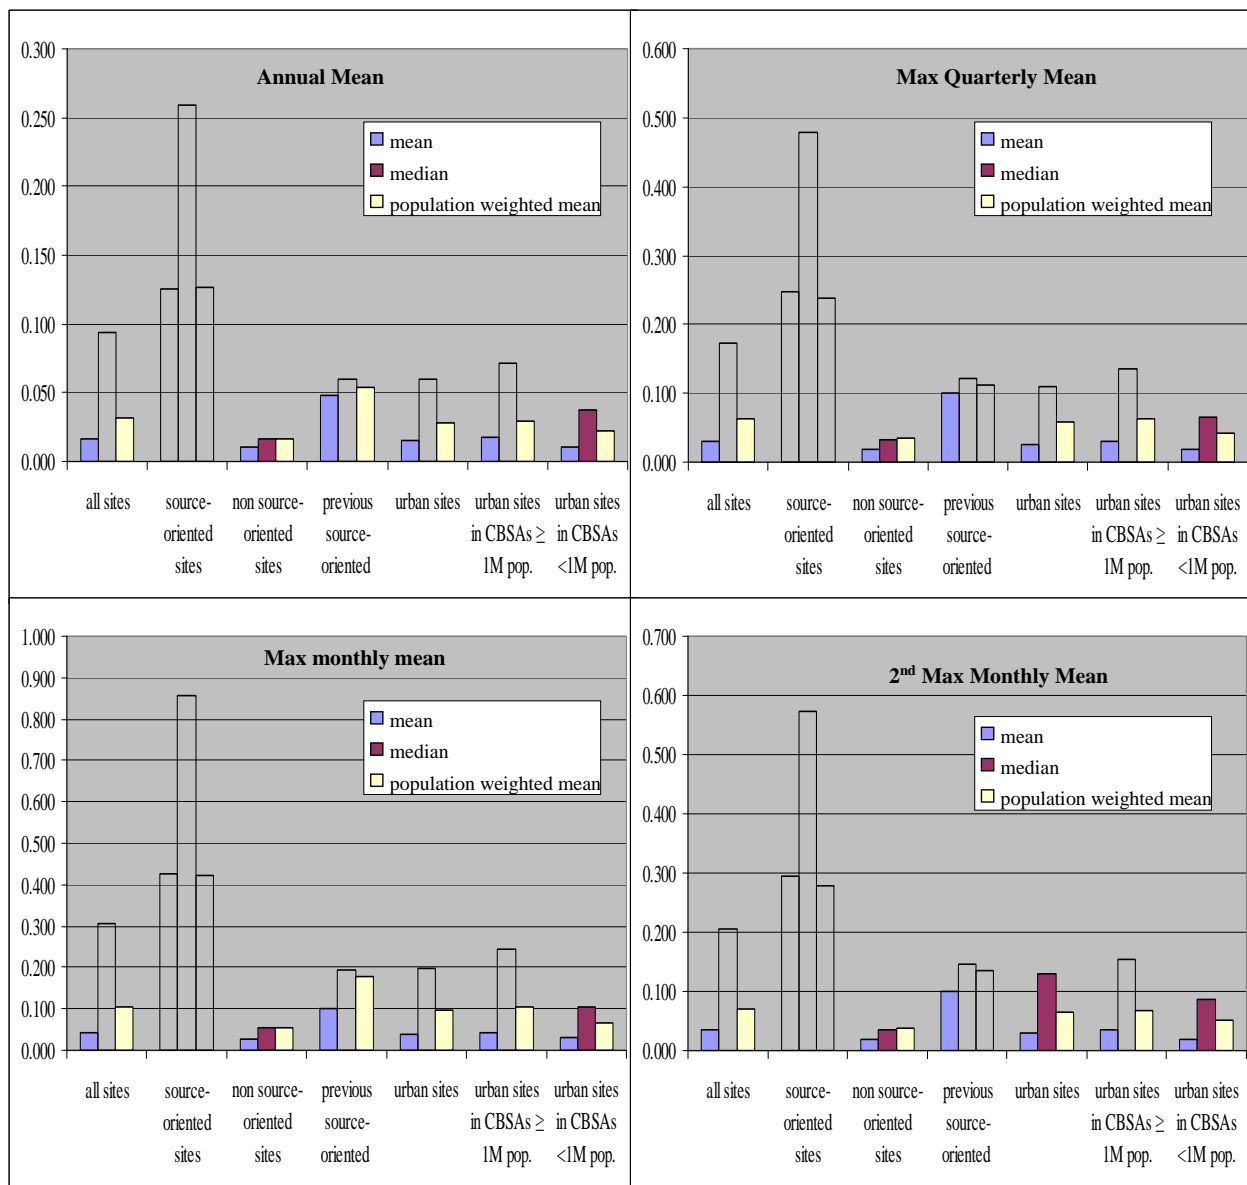 0.300
0.250
0.200
0.150
0.100
0.050
0.000
Annual Mean
mean
median
population weighted mean
all sites
source-
oriented
sites
non source-
oriented
sites
previous
source-
oriented
urban sites
urban sites
in CBSAs ≥
1M pop.
urban sites
in CBSAs
<1M pop.
0.600
0.500
0.400
0.300
0.200
0.100
0.000
Max Quarterly Mean
mean
median
population weighted mean
all sites
source-
oriented
sites
non source-
oriented
sites
previous
source-
oriented
urban sites
urban sites
in CBSAs ≥
1M pop.
urban sites
in CBSAs
<1M pop.
1.000
0.900
0.800
0.700
0.600
0.500
0.400
0.300
0.200
0.100
0.000
Max monthly mean
mean
median
population weighted mean
all sites
source-
oriented
sites
non source-
oriented
sites
previous
source-
oriented
urban sites
urban sites
in CBSAs ≥
1M pop.
urban sites
in CBSAs
<1M pop.
0.700
0.600
0.500
0.400
0.300
0.200
0.100
0.000
2nd Max Monthly Mean
mean
median
population weighted mean
all sites
source-
oriented
sites
non source-
oriented
sites
previous
source-
oriented
urban sites
urban sites
in CBSAs ≥
1M pop.
urban sites
in CBSAs
<1M pop.